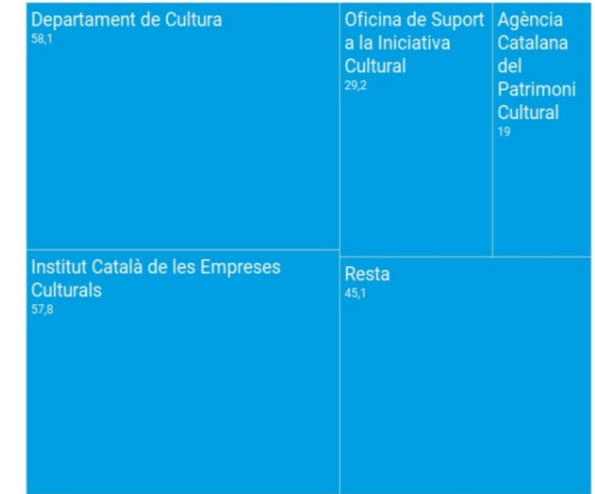 Departament de Cultura
58,1
Oficina de Suport
a la Iniciativa
Cultural
29,2
Agència
Catalana
del
Patrimoni
Cultural
19
Institut Català de les Empreses
Culturals
57,8
Resta
45,1